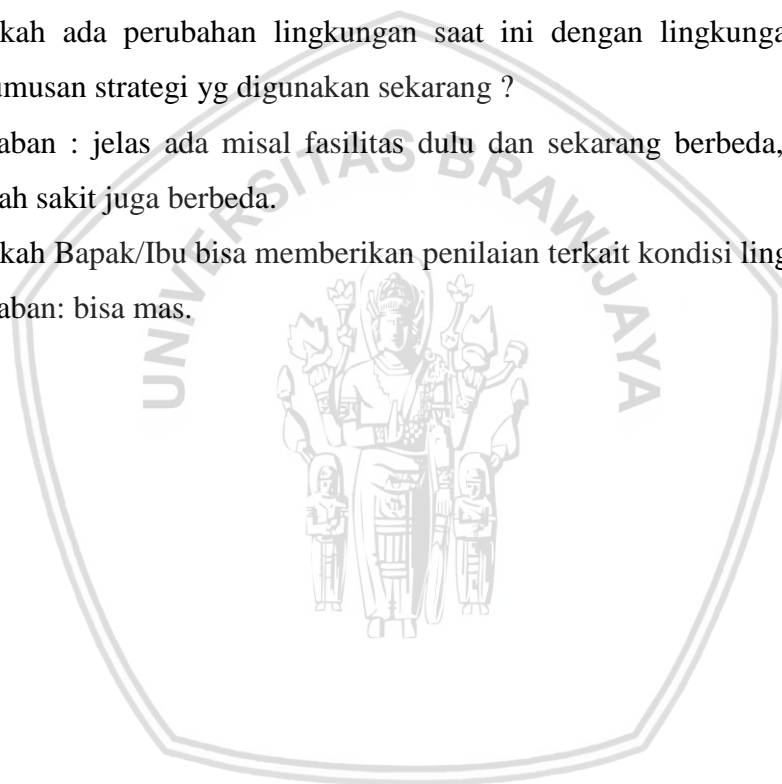 kah ada perubahan lingkungan saat ini dengan lingkunga
umusan strategi yg digunakan sekarang ?
aban : jelas ada misal fasilitas dulu dan sekarang berbeda,
ah sakit juga berbeda.
kah Bapak/Ibu bisa memberikan penilaian terkait kondisi ling
aban: bisa mas.
UNIVERSITAS BRAWIJAYA